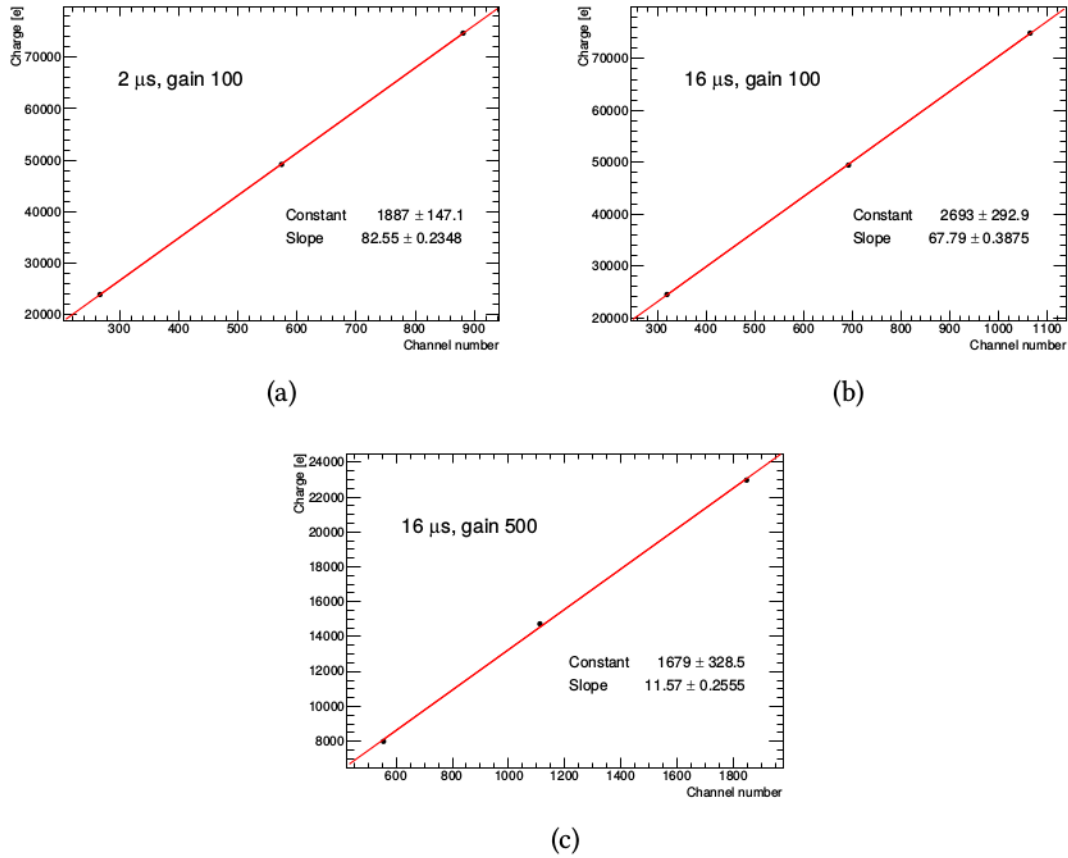 Charge [e]
70000
60000
50000
40000
30000
20000
2 μs, gain 100
Constant 1887 ± 147.1
Slope 82.55 ± 0.2348
300 400 500 600 700 800 900
Channel number
(a)
Charge [e]
70000
60000
50000
40000
30000
20000
16 μs, gain 100
Constant 2693 ± 292.9
Slope 67.79 ± 0.3875
300 400 500 600 700 800 900 1000 1100
Channel number
(b)
Charge [e]
24000
22000
20000
18000
16000
14000
12000
10000
8000
16 μs, gain 500
Constant 1679 ± 328.5
Slope 11.57 ± 0.2555
600 800 1000 1200 1400 1600 1800
Channel number
(c)